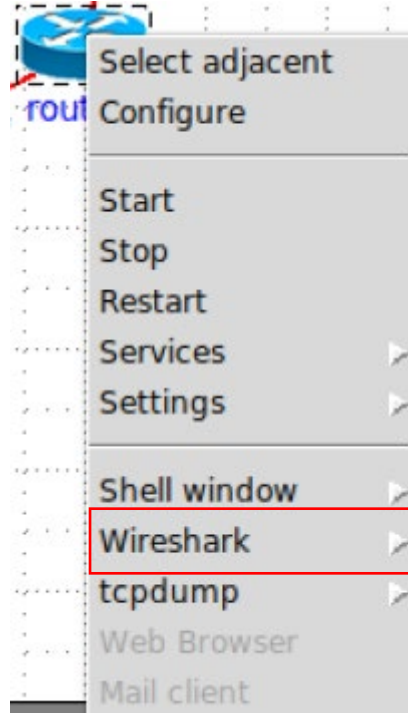 Select adjacent
rout
Configure
Start
Stop
Restart
Services
Settings
Shell window
Wireshark
tcpdump
Web Browser
Mail client